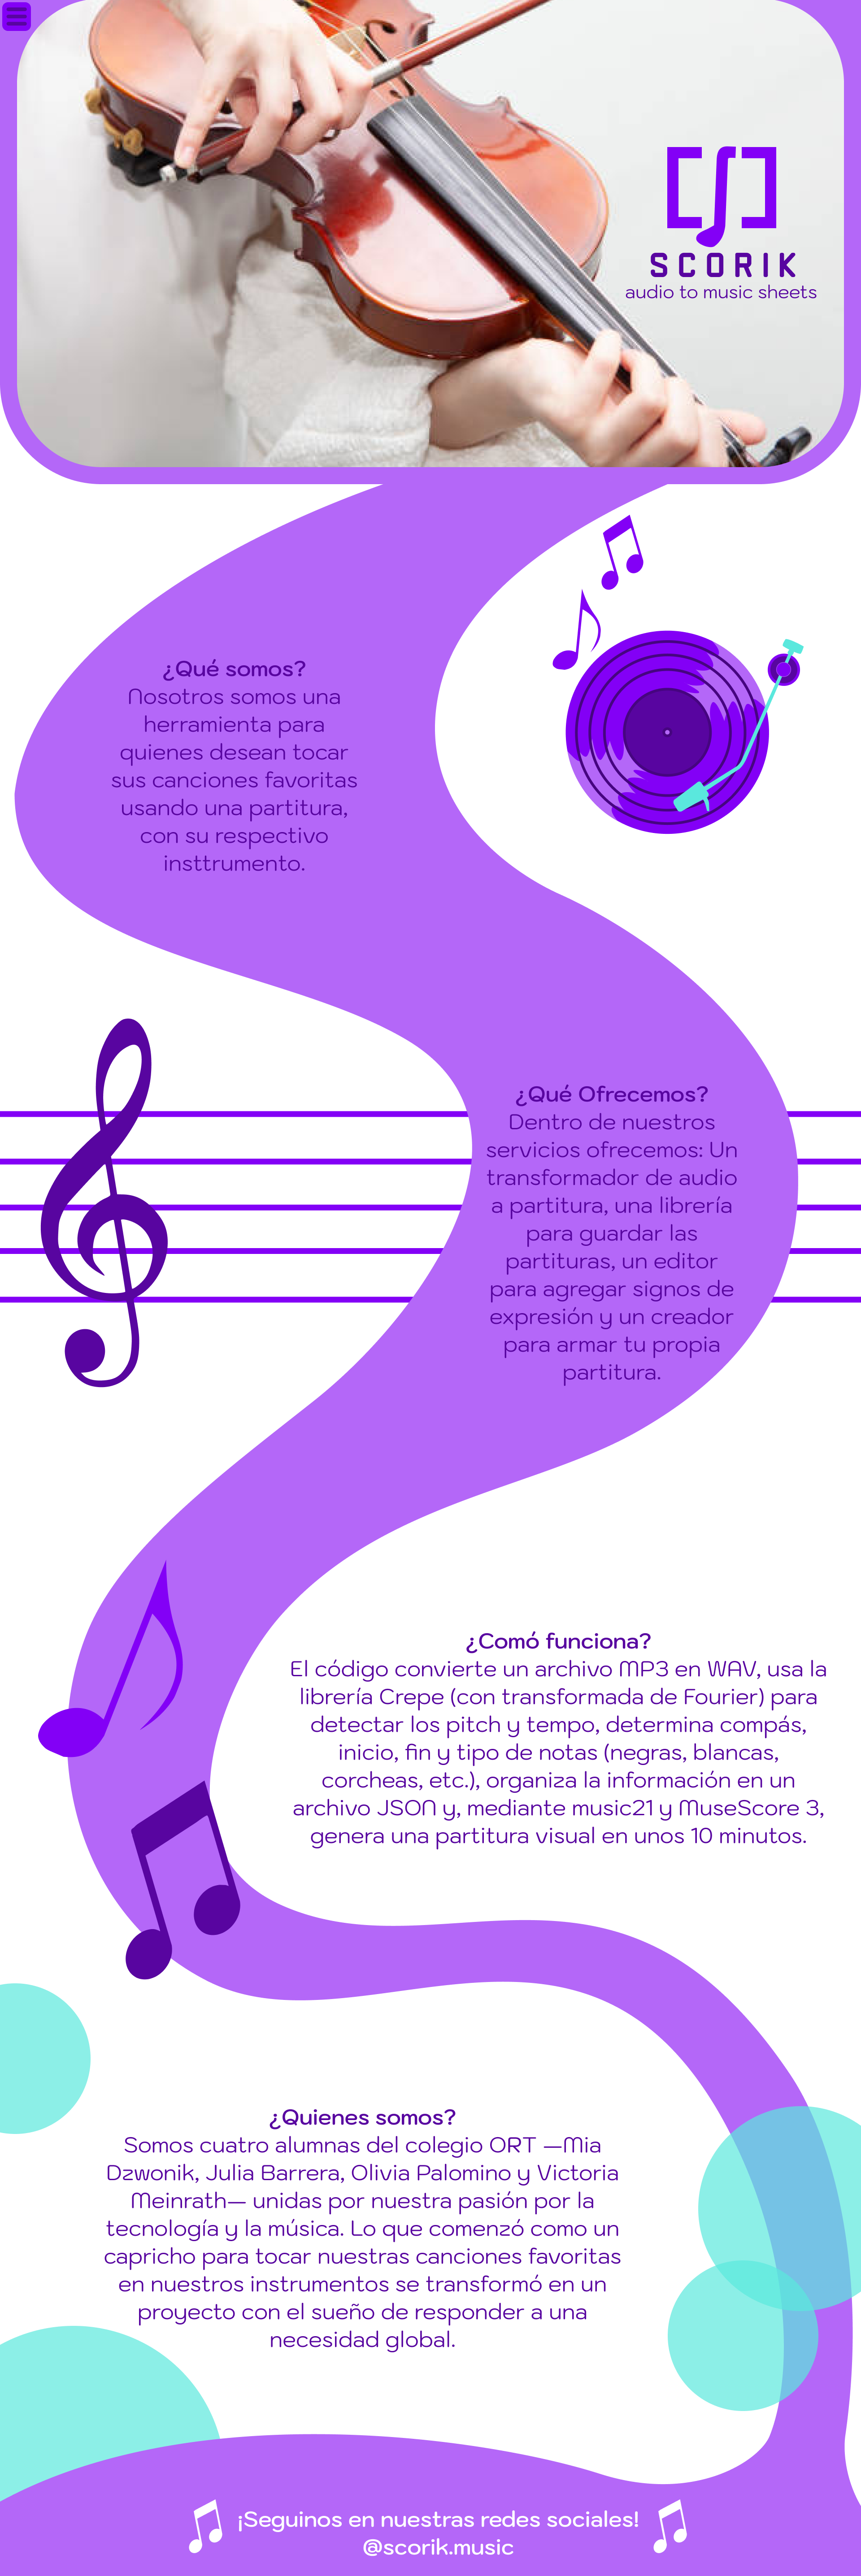 SCORIK
audio to music sheets
¿Qué somos?
Nosotros somos una
herramienta para
quienes desean tocar
sus canciones favoritas
usando una partitura,
con su respectivo
insttrumento.
¿Qué Ofrecemos?
Dentro de nuestros
servicios ofrecemos: Un
transformador de audio
a partitura, una librería
para guardar las
partituras, un editor
para agregar signos de
expresión y un creador
para armar tu propia
partitura.
¿Comó funciona?
El código convierte un archivo MP3 en WAV, usa la
librería Crepe (con transformada de Fourier) para
detectar los pitch y tempo, determina compás,
inicio, fin y tipo de notas (negras, blancas,
corcheas, etc.), organiza la información en un
archivo JSON y, mediante music21 y MuseScore 3,
genera una partitura visual en unos 10 minutos.
¿Quienes somos?
Somos cuatro alumnas del colegio ORT —Mia
Dzwonik, Julia Barrera, Olivia Palomino y Victoria
Meinrath— unidas por nuestra pasión por la
tecnología y la música. Lo que comenzó como un
capricho para tocar nuestras canciones favoritas
en nuestros instrumentos se transformó en un
proyecto con el sueño de responder a una
necesidad global.
¡Seguinos en nuestras redes sociales!
@scorik.music